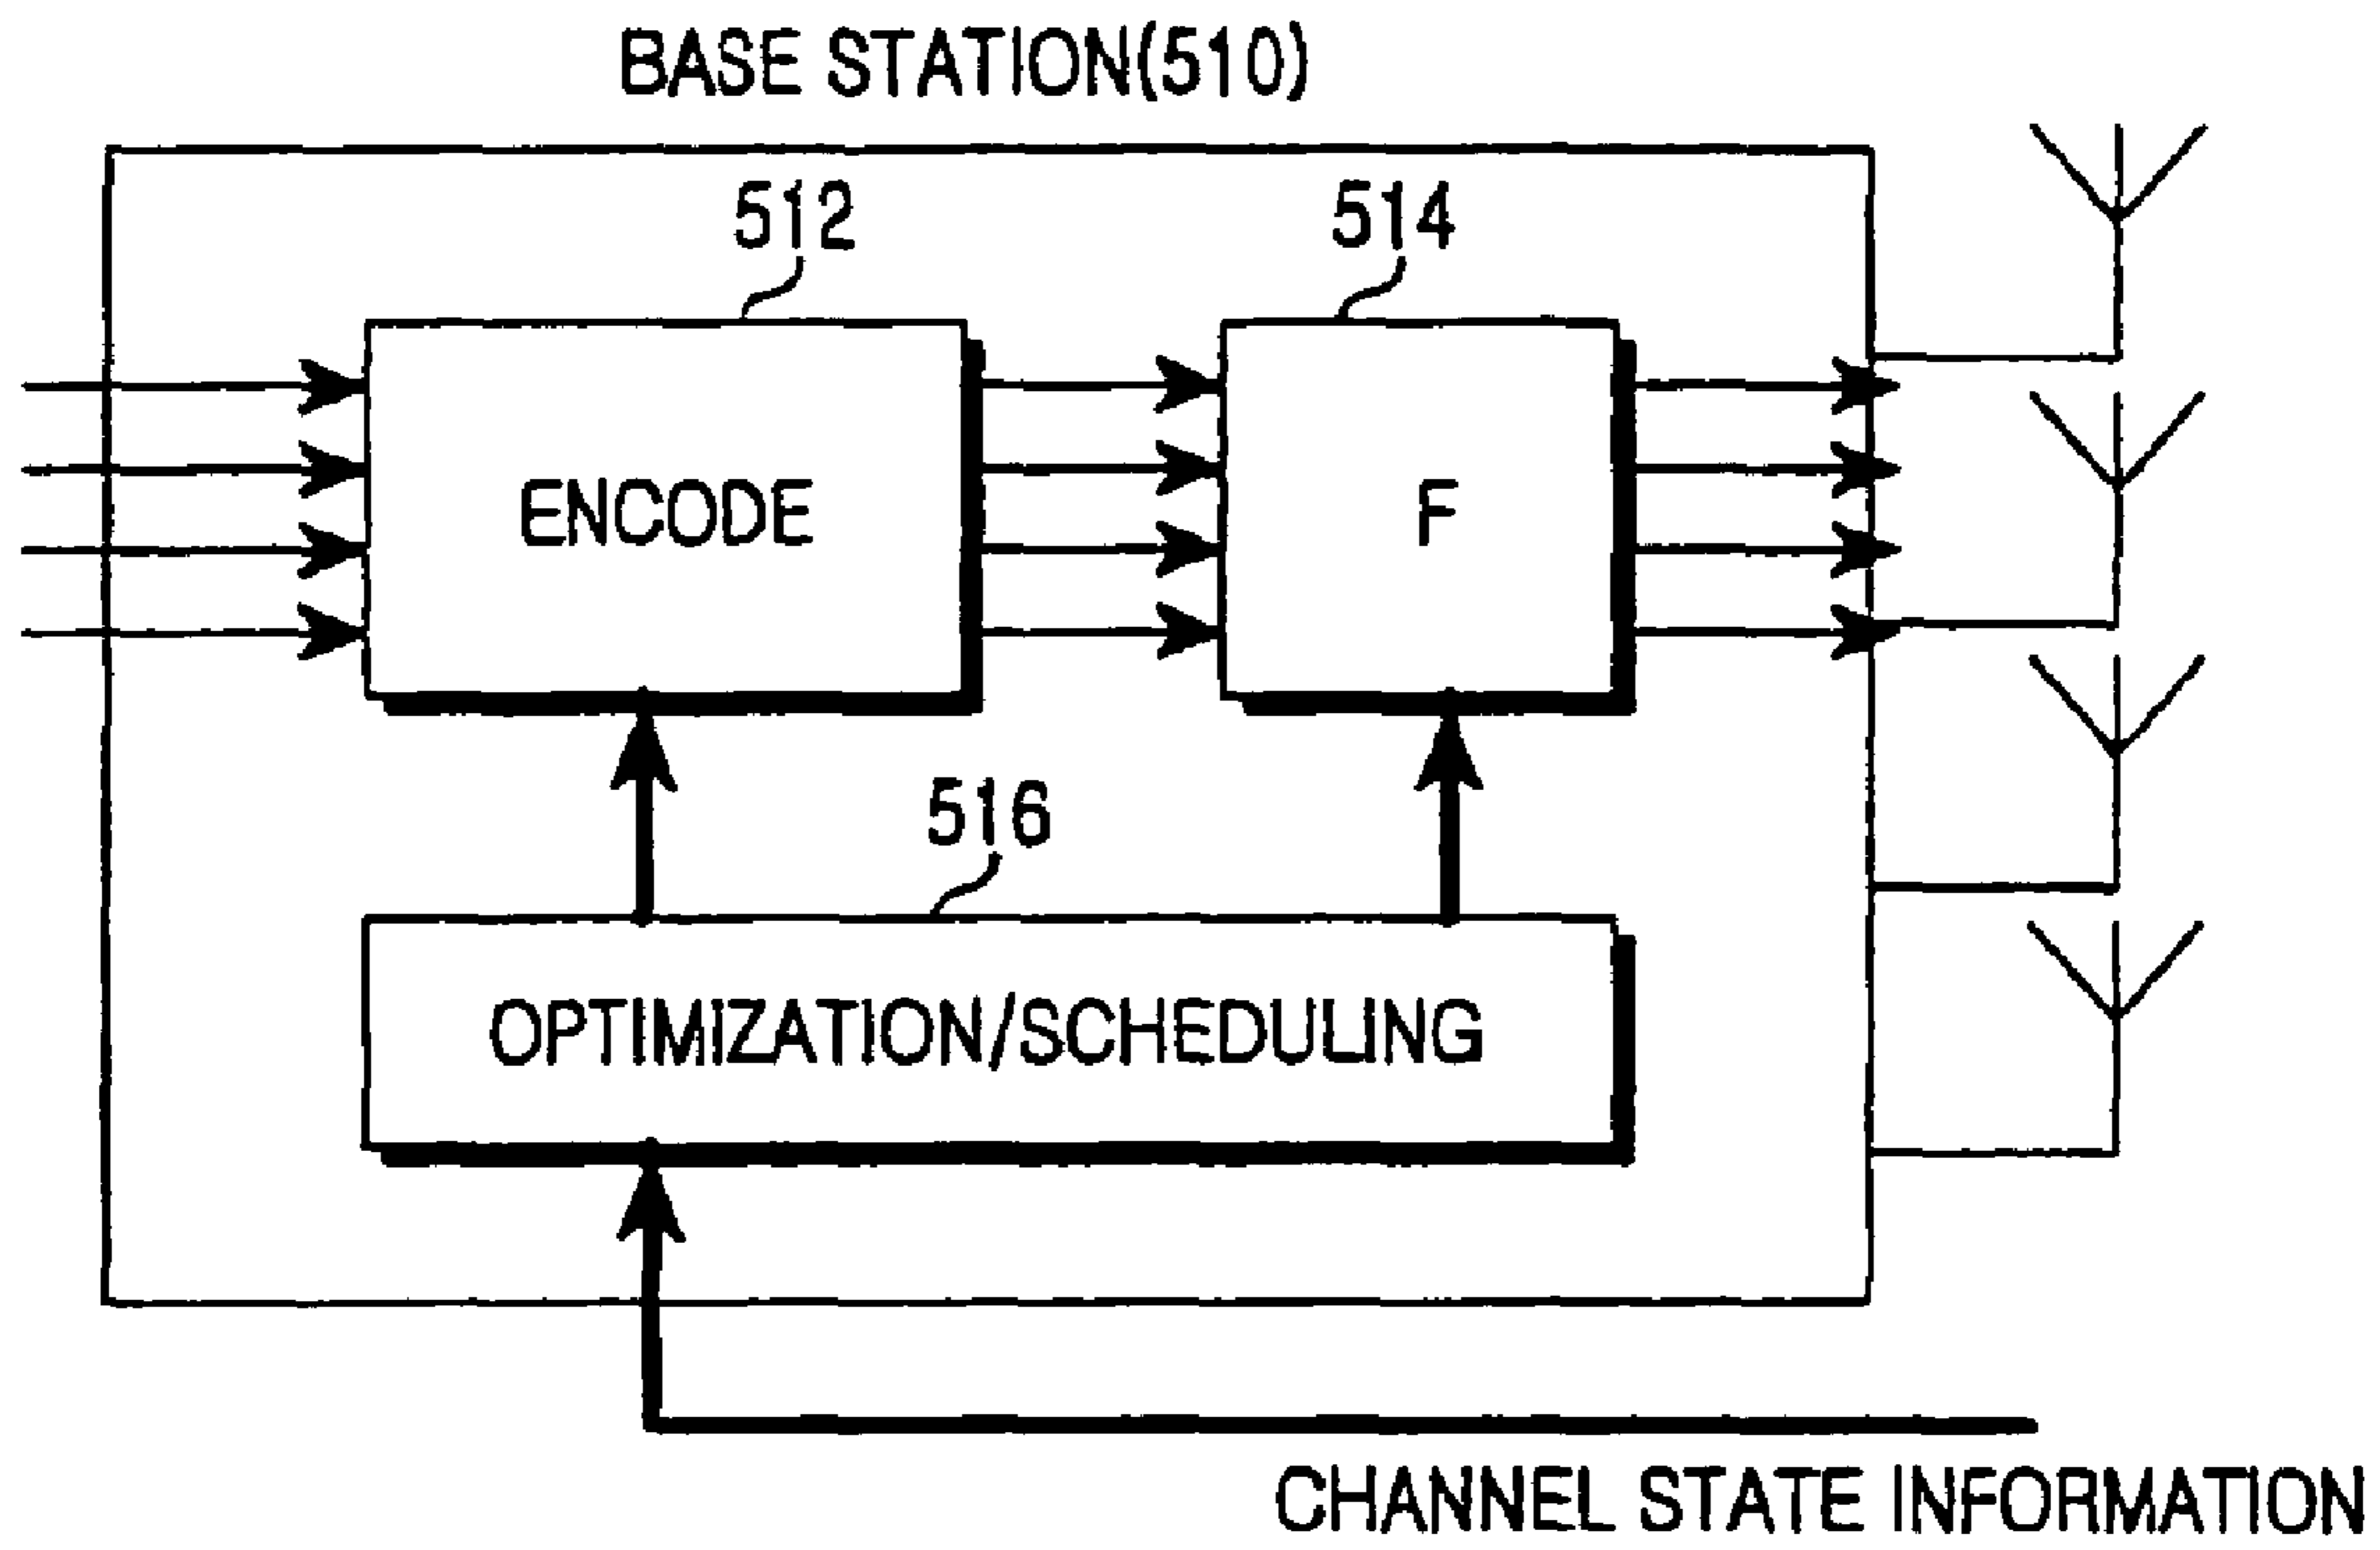 BASE STATION(510)
512
514
ENCODE
F
516
OPTIMIZATION/SCHEDULING
CHANNEL STATE INFORMATION